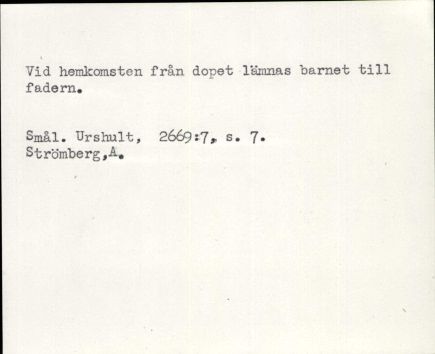 Vid hemkomsten från dopet lämnas barnet till
fadern.
Smål. Urshult, 2669:7, s. 7.
Strömberg,A.